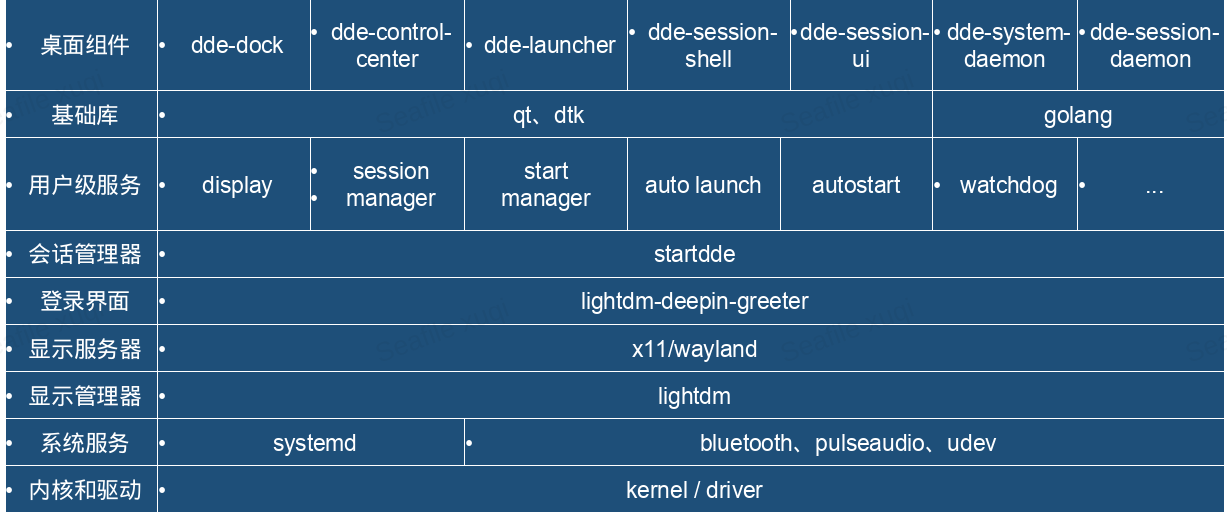 • 桌面组件 • dde-dock • dde-control-center • dde-launcher • dde-session-shell • dde-session-ui • dde-system-daemon • dde-session-daemon
• 基础库 • qt、dtk golang
• 用户级服务 • display • session • manager start manager auto launch autostart • watchdog • ...
• 会话管理器 • startdde
• 登录界面 • lightdm-deepin-greeter
• 显示服务器 • x11/wayland
• 显示管理器 • lightdm
• 系统服务 • systemd • bluetooth、pulseaudio、udev
• 内核和驱动 • kernel / driver